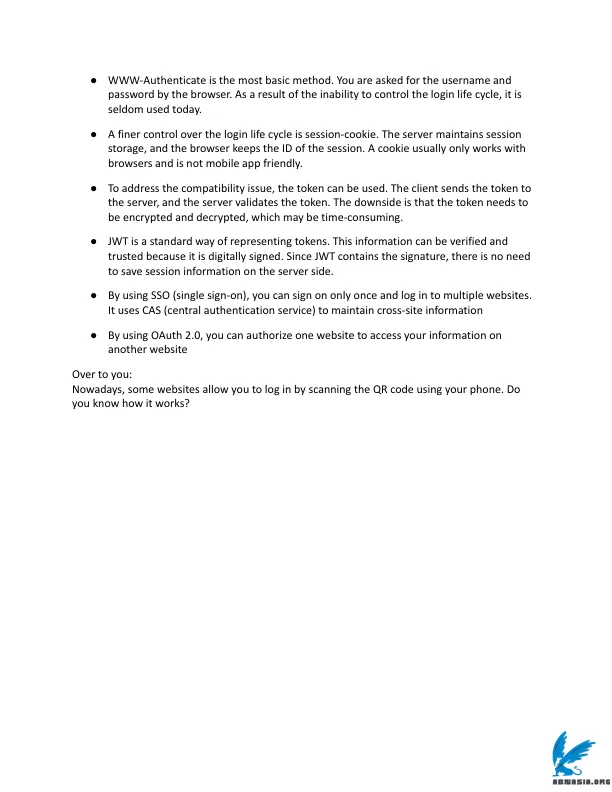 ● WWW-Authenticate is the most basic method. You are asked for the username and
password by the browser. As a result of the inability to control the login life cycle, it is
seldom used today.
● A finer control over the login life cycle is session-cookie. The server maintains session
storage, and the browser keeps the ID of the session. A cookie usually only works with
browsers and is not mobile app friendly.
● To address the compatibility issue, the token can be used. The client sends the token to
the server, and the server validates the token. The downside is that the token needs to
be encrypted and decrypted, which may be time-consuming.
● JWT is a standard way of representing tokens. This information can be verified and
trusted because it is digitally signed. Since JWT contains the signature, there is no need
to save session information on the server side.
● By using SSO (single sign-on), you can sign on only once and log in to multiple websites.
It uses CAS (central authentication service) to maintain cross-site information
● By using OAuth 2.0, you can authorize one website to access your information on
another website
Over to you:
Nowadays, some websites allow you to log in by scanning the QR code using your phone. Do
you know how it works?
ABNASIA.ORG